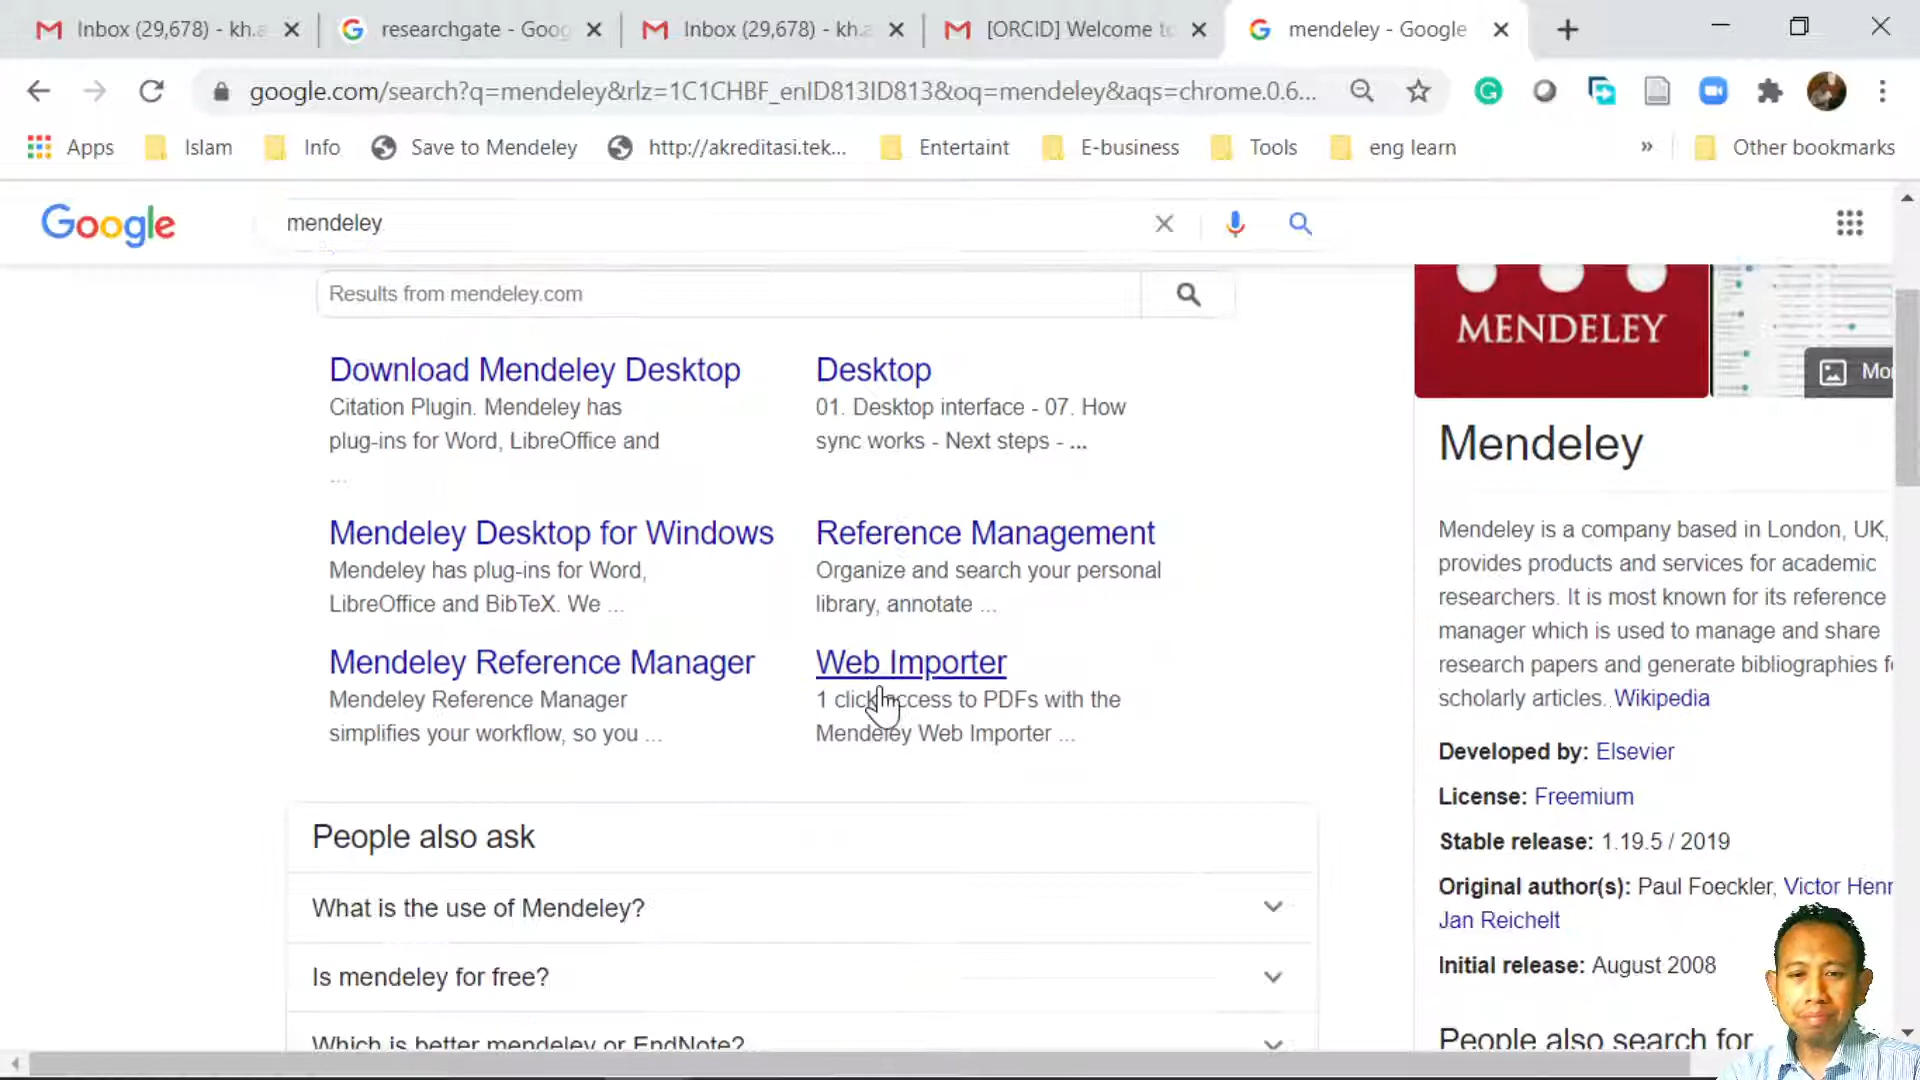 Inbox (29,678) - kh.a
researchgate - Goog
Inbox (29,678) - kh.a
[ORCID] Welcome to
mendeley - Google
google.com/search?q=mendeley&rlz=1C1CHBF_enID813ID813&oq=mendeley&aqs=chrome.0.6...
Apps
Islam
Info
Save to Mendeley
http://akreditasi.tek...
Entertaint
E-business
Tools
eng learn
»
Other bookmarks
Google
mendeley
Results from mendeley.com
Download Mendeley Desktop
Citation Plugin. Mendeley has
plug-ins for Word, LibreOffice and
...
Desktop
01. Desktop interface - 07. How
sync works - Next steps - ...
Mendeley Desktop for Windows
Mendeley has plug-ins for Word,
LibreOffice and BibTeX. We ...
Reference Management
Organize and search your personal
library, annotate ...
Mendeley Reference Manager
Mendeley Reference Manager
simplifies your workflow, so you ...
Web Importer
1 click access to PDFs with the
Mendeley Web Importer ...
People also ask
What is the use of Mendeley?
Is mendeley for free?
Which is better mendeley or EndNote?
MENDELEY
Mor
Mendeley
Mendeley is a company based in London, UK,
provides products and services for academic
researchers. It is most known for its reference
manager which is used to manage and share
research papers and generate bibliographies f
scholarly articles. Wikipedia
Developed by: Elsevier
License: Freemium
Stable release: 1.19.5 / 2019
Original author(s): Paul Foeckler, Victor Henr
Jan Reichelt
Initial release: August 2008
People also search for